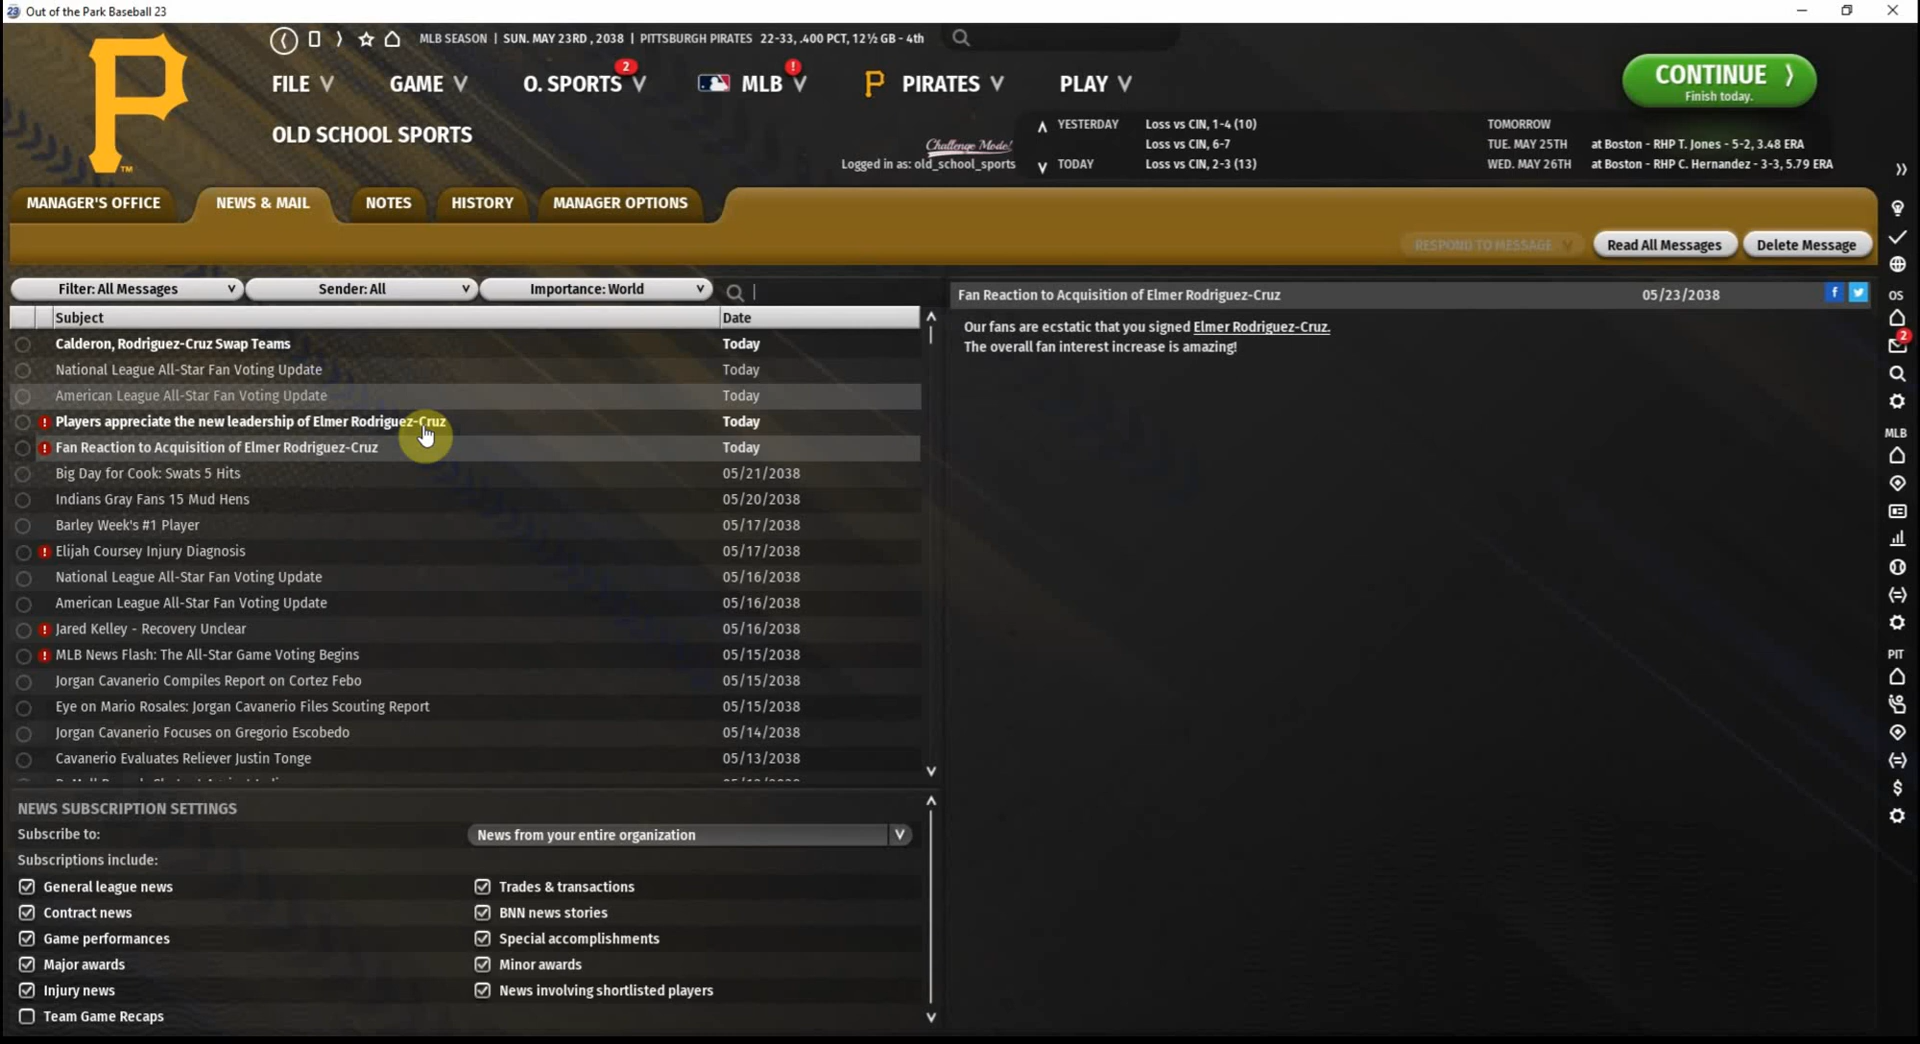 23 Out of the Park Baseball 23
MLB SEASON | SUN. MAY 23RD , 2038 | PITTSBURGH PIRATES 22-33, .400 PCT, 12½ GB - 4th
FILE GAME O. SPORTS 2 MLB ! P PIRATES PLAY
CONTINUE
Finish today.
P
TM
OLD SCHOOL SPORTS
Challenge Mode!
Logged in as: old_school_sports
YESTERDAY Loss vs CIN, 1-4 (10)
Loss vs CIN, 6-7
TODAY Loss vs CIN, 2-3 (13)
TOMORROW
TUE. MAY 25TH at Boston - RHP T. Jones - 5-2, 3.48 ERA
WED. MAY 26TH at Boston - RHP C. Hernandez - 3-3, 5.79 ERA
MANAGER'S OFFICE NEWS & MAIL NOTES HISTORY MANAGER OPTIONS
RESPOND TO MESSAGE Read All Messages Delete Message
Filter: All Messages Sender: All Importance: World
Subject Date
Calderon, Rodriguez-Cruz Swap Teams Today
National League All-Star Fan Voting Update Today
American League All-Star Fan Voting Update Today
! Players appreciate the new leadership of Elmer Rodriguez-Cruz Today
! Fan Reaction to Acquisition of Elmer Rodriguez-Cruz Today
Big Day for Cook: Swats 5 Hits 05/21/2038
Indians Gray Fans 15 Mud Hens 05/20/2038
Barley Week's #1 Player 05/17/2038
! Elijah Coursey Injury Diagnosis 05/17/2038
National League All-Star Fan Voting Update 05/16/2038
American League All-Star Fan Voting Update 05/16/2038
! Jared Kelley - Recovery Unclear 05/16/2038
! MLB News Flash: The All-Star Game Voting Begins 05/15/2038
Jorgan Cavanerio Compiles Report on Cortez Febo 05/15/2038
Eye on Mario Rosales: Jorgan Cavanerio Files Scouting Report 05/15/2038
Jorgan Cavanerio Focuses on Gregorio Escobedo 05/14/2038
Cavanerio Evaluates Reliever Justin Tonge 05/13/2038
Fan Reaction to Acquisition of Elmer Rodriguez-Cruz 05/23/2038
Our fans are ecstatic that you signed Elmer Rodriguez-Cruz.
The overall fan interest increase is amazing!
NEWS SUBSCRIPTION SETTINGS
Subscribe to: News from your entire organization
Subscriptions include:
General league news Trades & transactions
Contract news BNN news stories
Game performances Special accomplishments
Major awards Minor awards
Injury news News involving shortlisted players
Team Game Recaps
OS
2
MLB
PIT
$